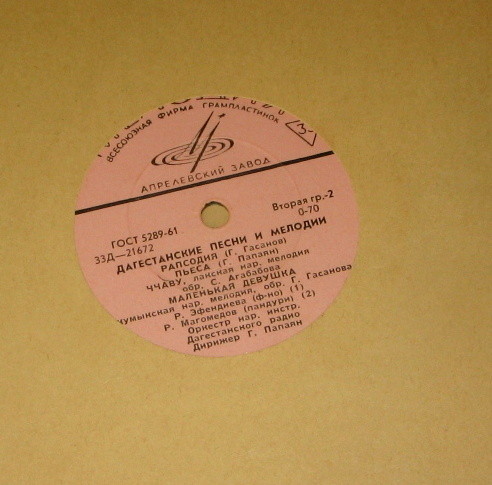 ВСЕСОЮЗНАЯ ФИРМА ГРАМПЛАСТИНОК
АПРЕЛЕВСКИЙ ЗАВОД
ГОСТ 5289-61
Вторая гр.-2
33Д—21672
0-70
ДАГЕСТАНСКИЕ ПЕСНИ И МЕЛОДИИ
РАПСОДИЯ (Г. Гасанов)
ПЬЕСА (Г. Папаян)
ЧЧАВУ, лакская нар. мелодия
обр. С. Агабабова
МАЛЕНЬКАЯ ДЕВУШКА
нар. мелодия, обр. Г. Гасанова
Р. Эфендиева (ф-но) (1)
Р. Магомедов (пандури) (2)
Оркестр нар. инстр.
Дагестанского радио
Дирижер Г. Папаян